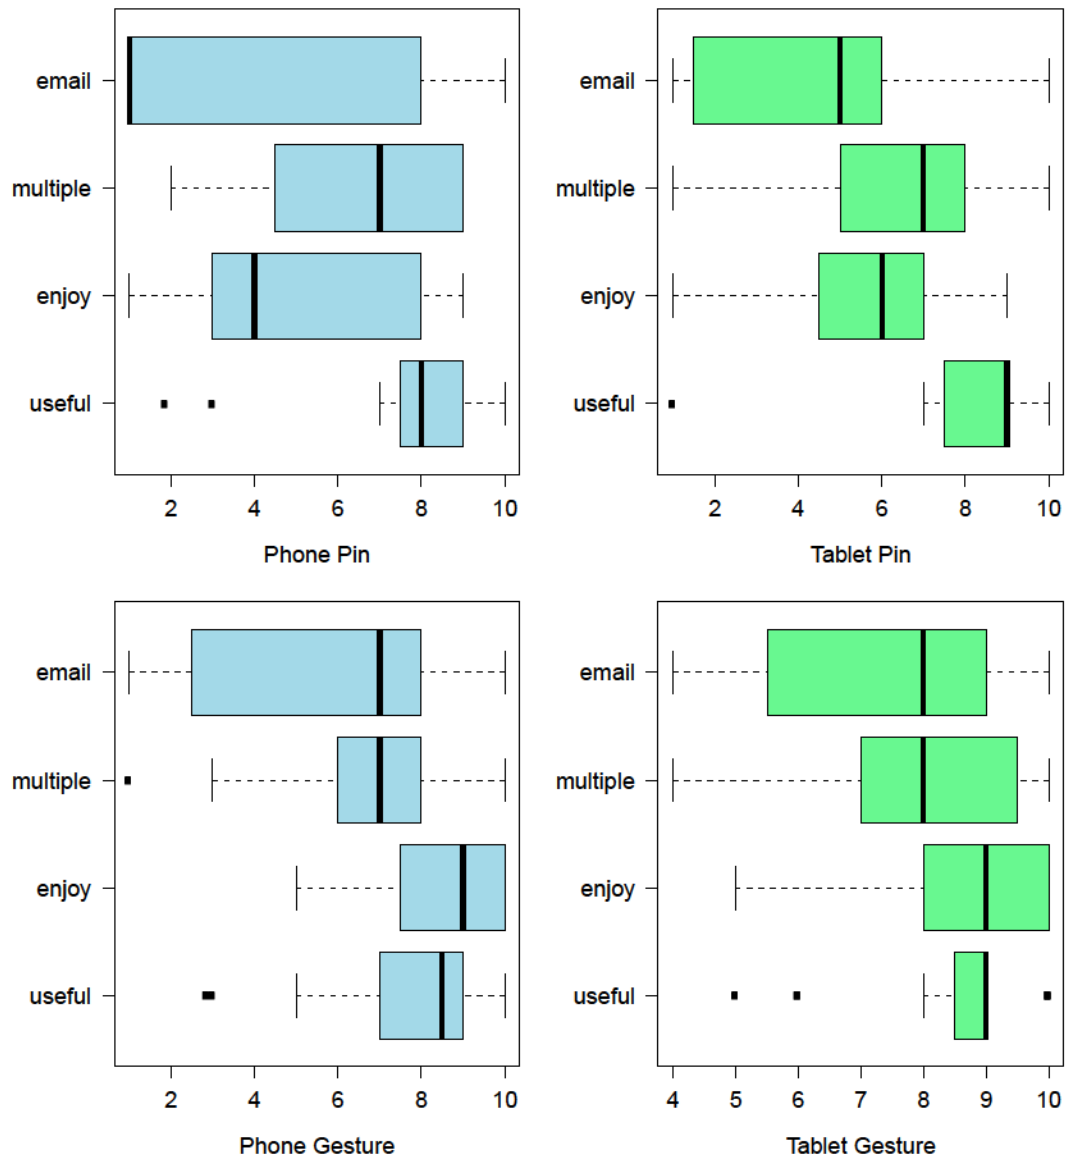 email
multiple
enjoy
useful
2 4 6 8 10
Phone Pin
email
multiple
enjoy
useful
2 4 6 8 10
Tablet Pin
email
multiple
enjoy
useful
2 4 6 8 10
Phone Gesture
email
multiple
enjoy
useful
4 5 6 7 8 9 10
Tablet Gesture